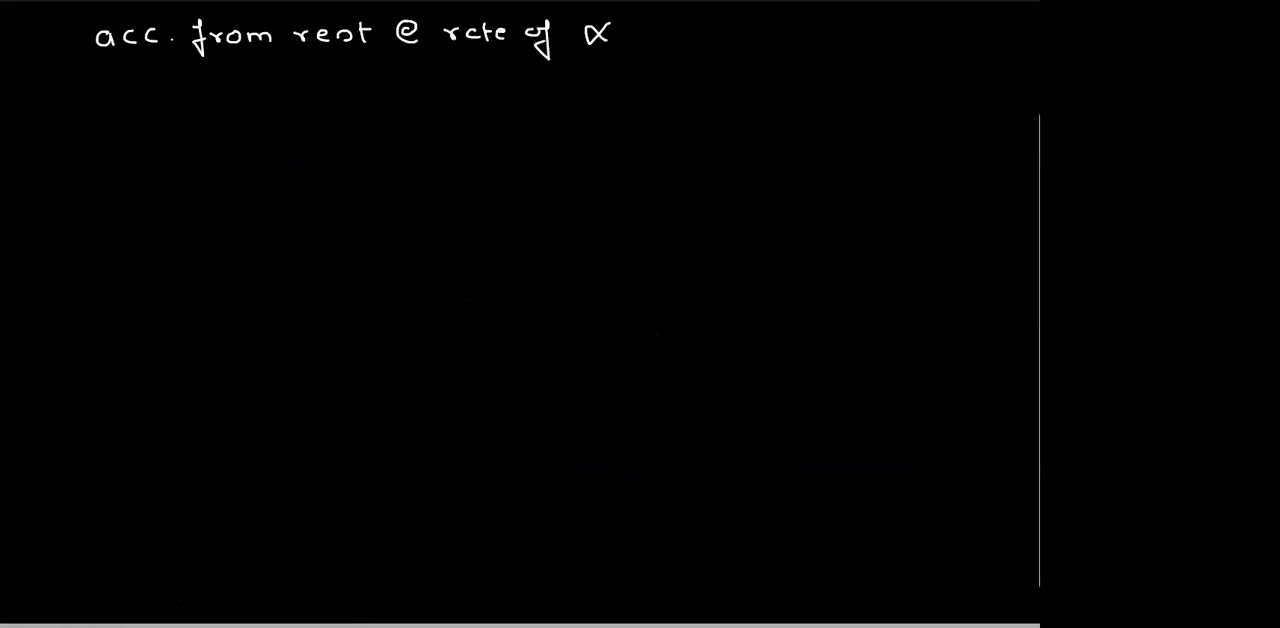 acc. from rest @ rate of α